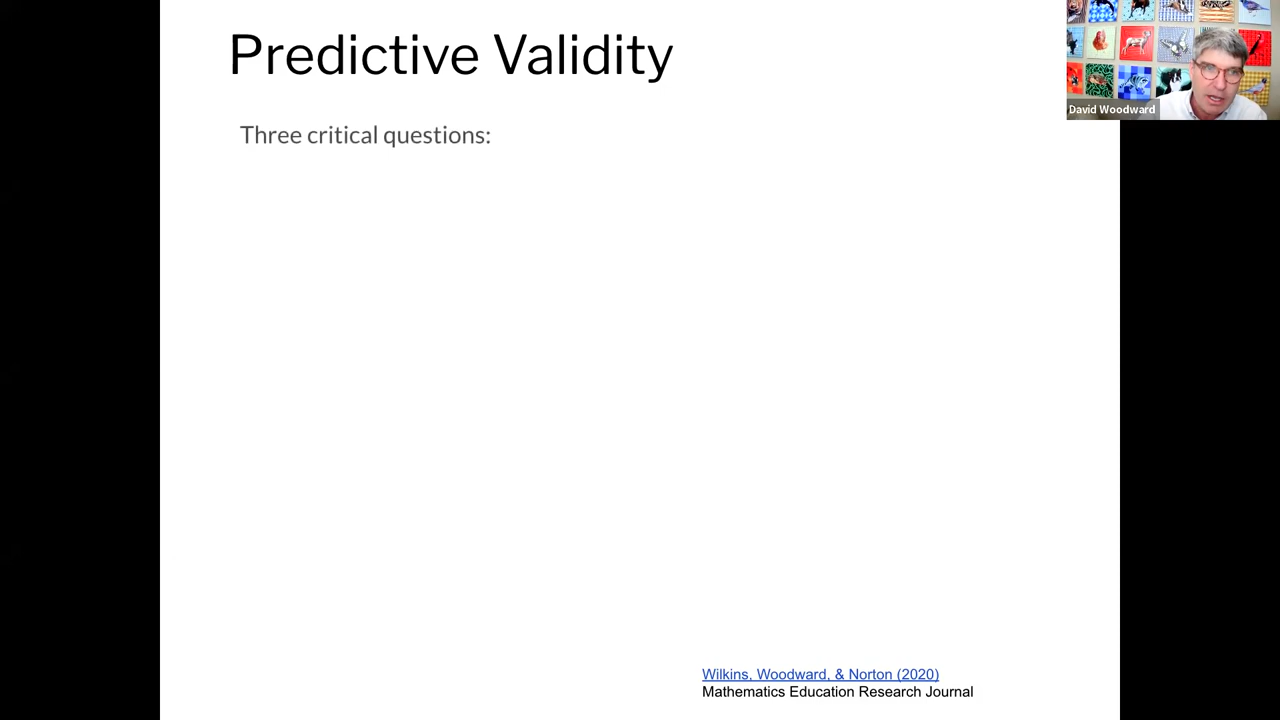 Predictive Validity
David Woodward
Three critical questions:
Wilkins, Woodward, & Norton (2020)
Mathematics Education Research Journal